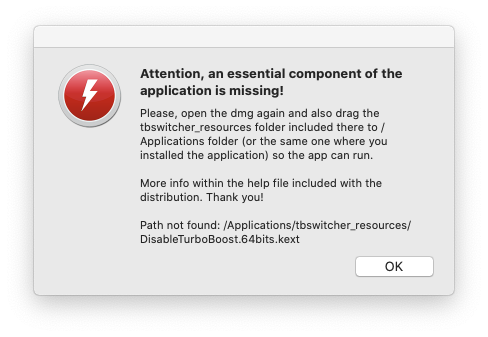 Attention, an essential component of the
application is missing!
Please, open the dmg again and also drag the
tbswitcher_resources folder included there to /
Applications folder (or the same one where you
installed the application) so the app can run.
More info within the help file included with the
distribution. Thank you!
Path not found: /Applications/tbswitcher_resources/
DisableTurboBoost.64bits.kext
OK